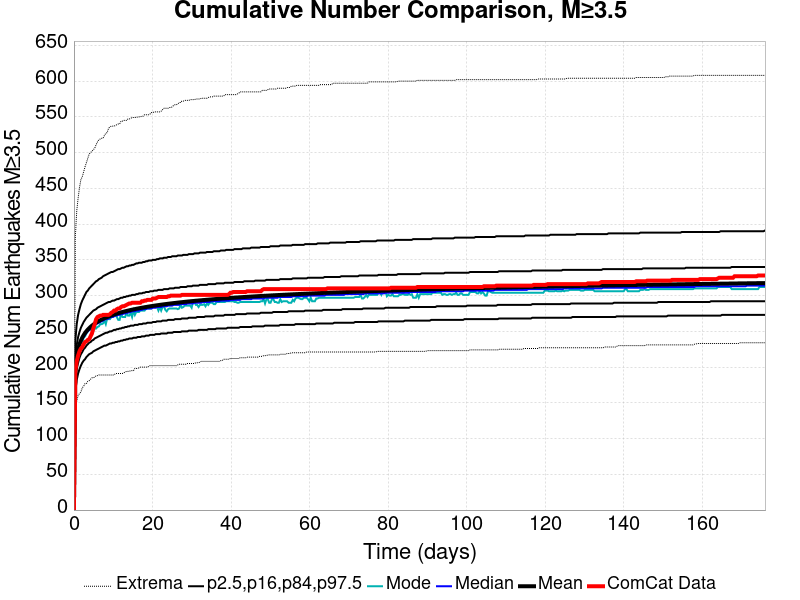 Cumulative Number Comparison, M≥3.5
Cumulative Num Earthquakes M≥3.5
650
600
550
500
450
400
350
300
250
200
150
100
50
0
0 20 40 60 80 100 120 140 160
Time (days)
Extrema p2.5,p16,p84,p97.5 Mode Median Mean ComCat Data